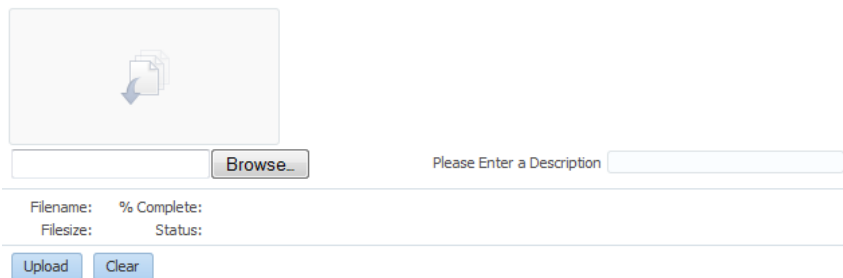 Browse... Please Enter a Description
Filename: % Complete:
Filesize: Status:
Upload Clear